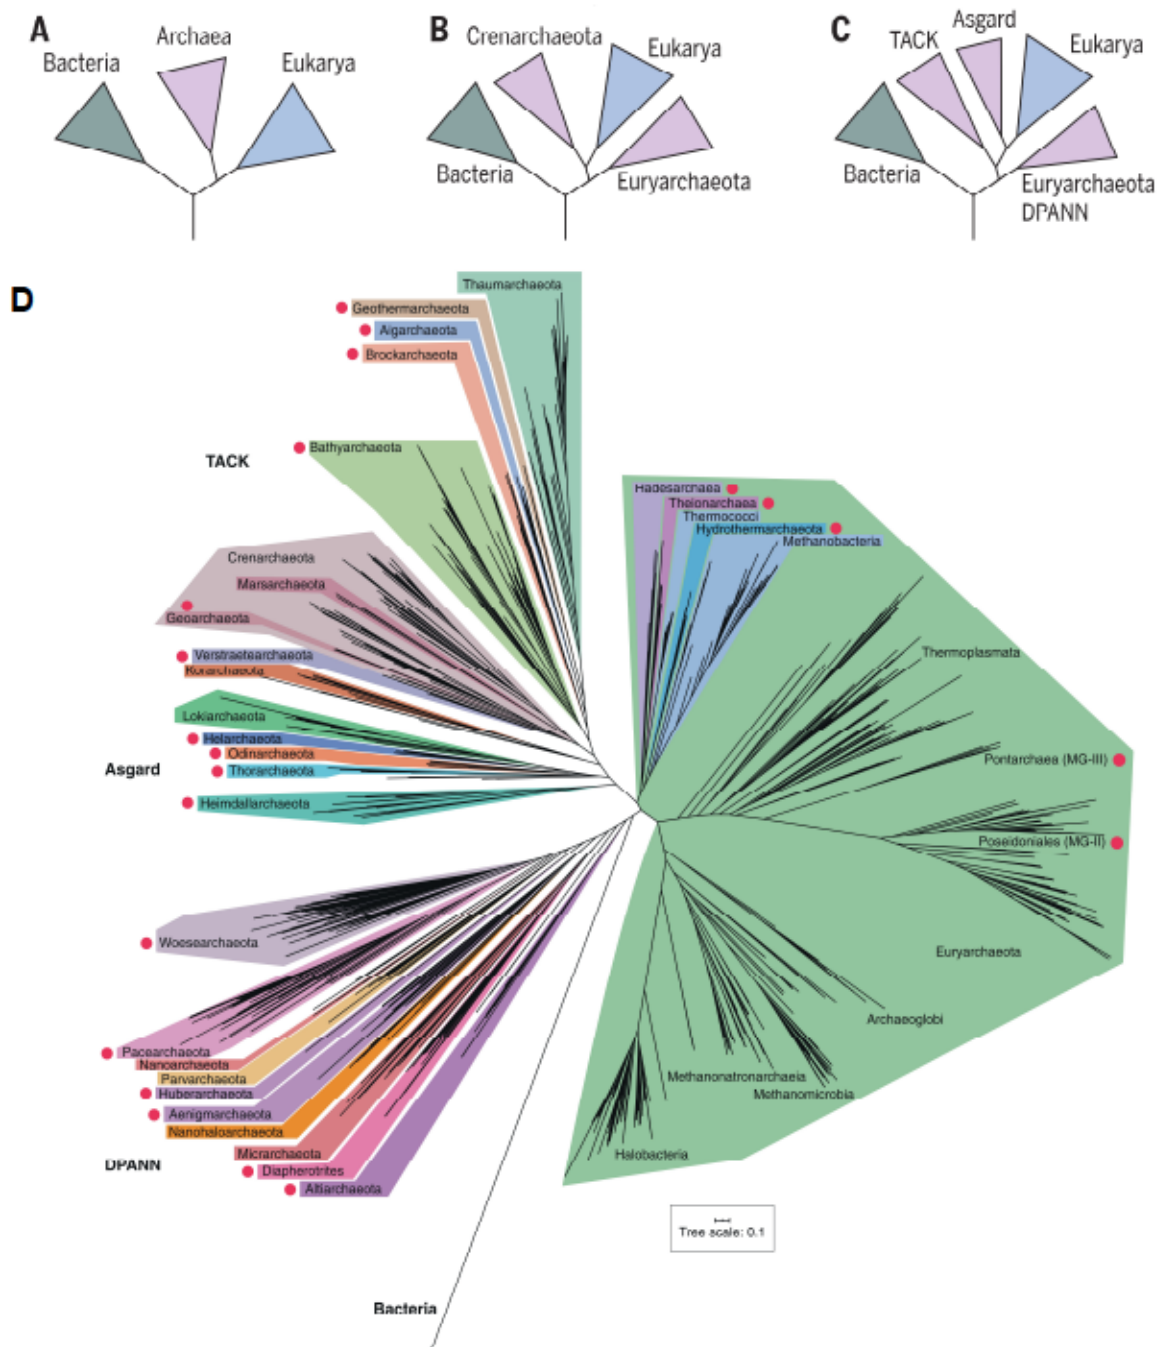 A
Bacteria
Archaea
Eukarya
B
Crenarchaeota
Eukarya
Bacteria
Euryarchaeota
C
TACK
Asgard
Eukarya
Bacteria
Euryarchaeota
DPANN
D
Thaumarchaeota
Geothermarchaeota
Aigarchaeota
Brockarchaeota
TACK
Bathyarchaeota
Crenarchaeota
Marsarchaeota
Geoarchaeota
Verstraetearchaeota
Korarchaeota
Lokiarchaeota
Helarchaeota
Odinarchaeota
Asgard
Thorarchaeota
Heimdallarchaeota
Woesearchaeota
Pacearchaeota
Nanoarchaeota
Parvarchaeota
Huberarchaeota
Aenigmarchaeota
Nanohaloarchaeota
Micrarchaeota
DPANN
Diapherotrites
Altiarchaeota
Bacteria
Hadesarchaea
Theionarchaea
Thermococci
Hydrothermarchaeota
Methanobacteria
Thermoplasmata
Pontarchaea (MG-III)
Poseidoniales (MG-II)
Euryarchaeota
Archaeoglobi
Methanonatronarchaeia
Methanomicrobia
Halobacteria
Tree scale: 0.1